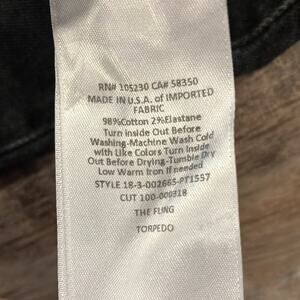 RN# 105230 CA# 58350
MADE IN U.S.A. of IMPORTED
FABRIC
98%Cotton 2%Elastane
Turn Inside Out Before
Washing-Machine Wash Cold
with Like Colors Turn Inside
Out Before Drying-Tumble Dry
Low Warm Iron If needed
STYLE 18-3-002665-PT1557
CUT 100-000318
THE FLING
TORPEDO